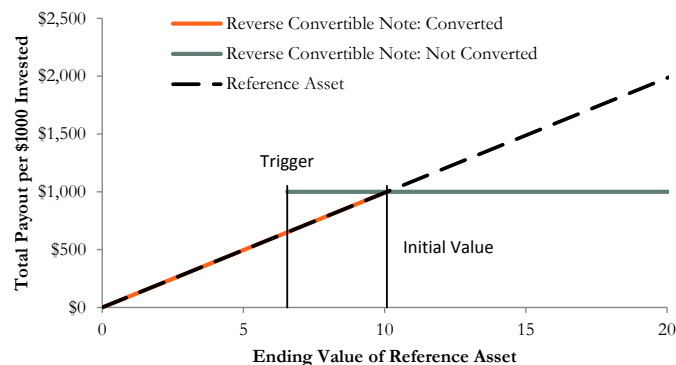 $2,500
Reverse Convertible Note: Converted
Reverse Convertible Note: Not Converted
Reference Asset
$2,000
$1,500
$1,000
$500
$0
Total Payout per $1000 Invested
Trigger
Initial Value
0
5
10
15
20
Ending Value of Reference Asset